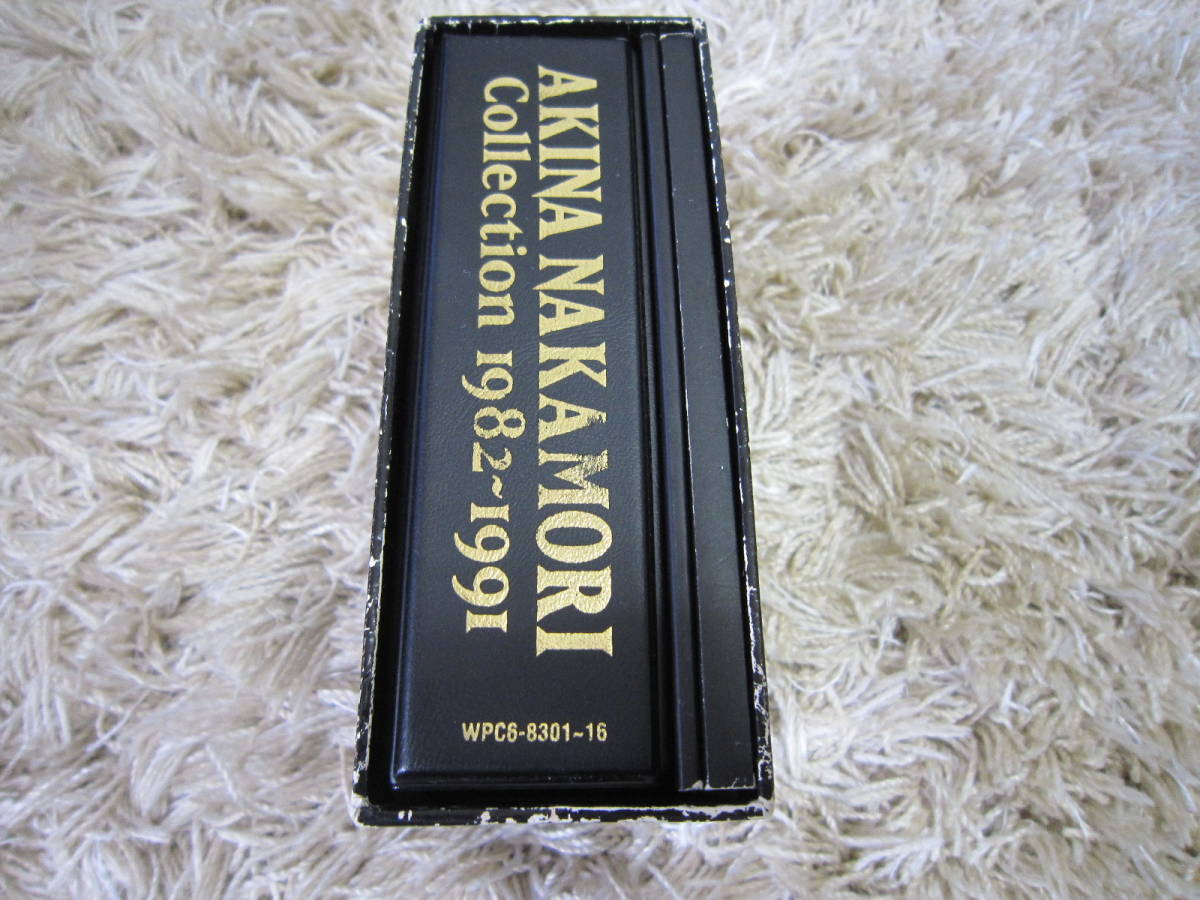 AKINA NAKAMORI
Collection 1982~1991
WPC6-8301~16